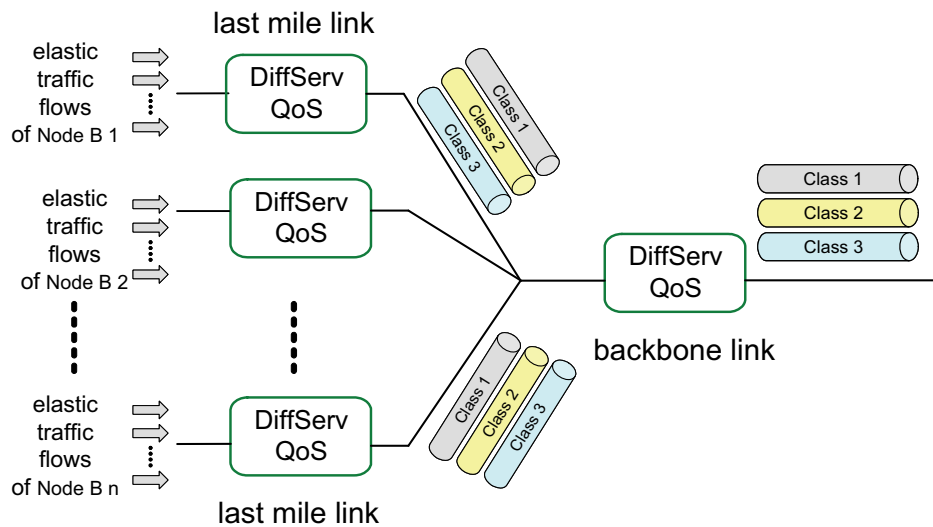 last mile link
elastic
traffic
flows
of Node B 1
DiffServ
QoS
Class 1
Class 2
Class 3
elastic
traffic
flows
of Node B 2
DiffServ
QoS
Class 1
Class 2
Class 3
DiffServ
QoS
backbone link
elastic
traffic
flows
of Node B n
DiffServ
QoS
Class 1
Class 2
Class 3
last mile link